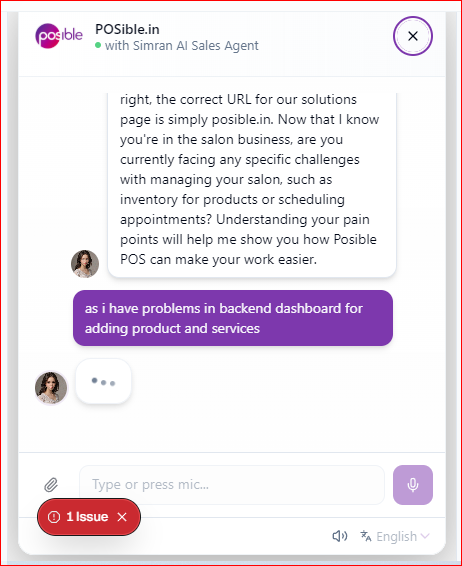 posible
POSible.in
with Simran AI Sales Agent
right, the correct URL for our solutions
page is simply posible.in. Now that I know
you're in the salon business, are you
currently facing any specific challenges
with managing your salon, such as
inventory for products or scheduling
appointments? Understanding your pain
points will help me show you how Posible
POS can make your work easier.
as i have problems in backend dashboard for
adding product and services
Type or press mic...
1 Issue
English